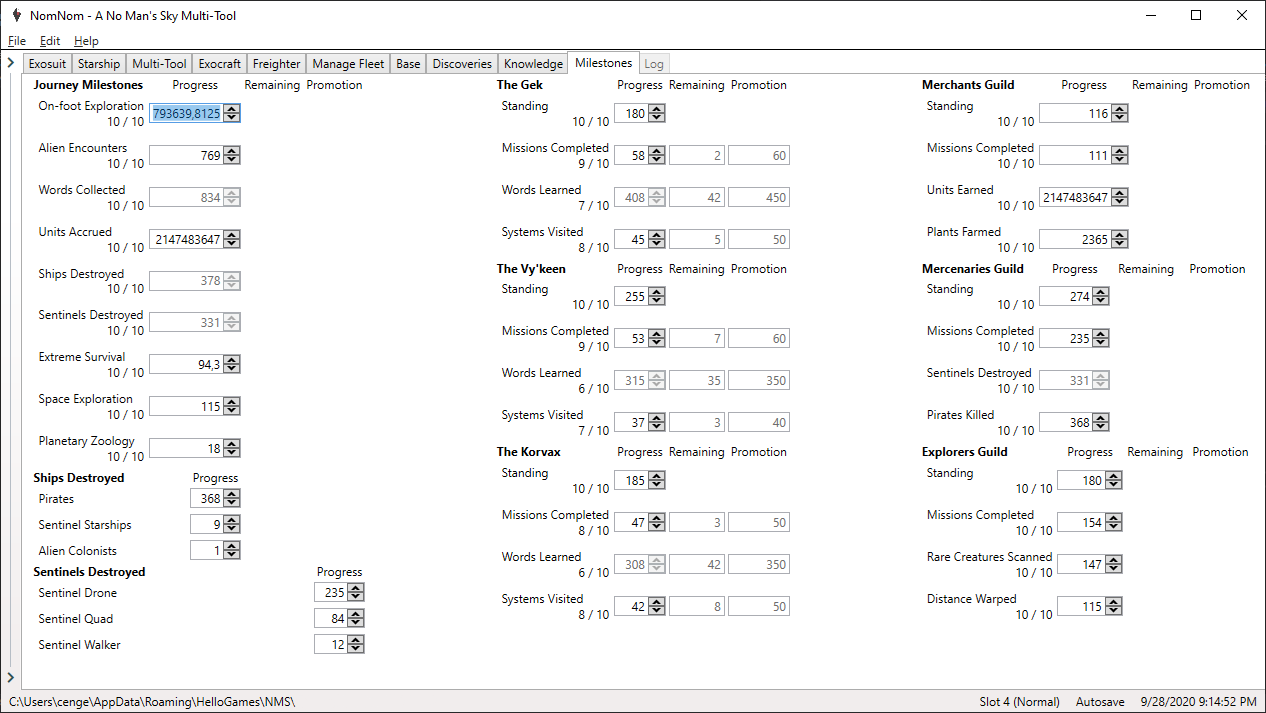 NomNom - A No Man's Sky Multi-Tool
File Edit Help
Exosuit Starship Multi-Tool Exocraft Freighter Manage Fleet Base Discoveries Knowledge Milestones Log
Journey Milestones Progress Remaining Promotion
On-foot Exploration
10 / 10 793639,8125
Alien Encounters
10 / 10 769
Words Collected
10 / 10 834
Units Accrued
10 / 10 2147483647
Ships Destroyed
10 / 10 378
Sentinels Destroyed
10 / 10 331
Extreme Survival
10 / 10 94,3
Space Exploration
10 / 10 115
Planetary Zoology
10 / 10 18
Ships Destroyed Progress
Pirates 368
Sentinel Starships 9
Alien Colonists 1
Sentinels Destroyed Progress
Sentinel Drone 235
Sentinel Quad 84
Sentinel Walker 12
The Gek Progress Remaining Promotion
Standing
10 / 10 180
Missions Completed
9 / 10 58 2 60
Words Learned
7 / 10 408 42 450
Systems Visited
8 / 10 45 5 50
The Vy'keen Progress Remaining Promotion
Standing
10 / 10 255
Missions Completed
9 / 10 53 7 60
Words Learned
6 / 10 315 35 350
Systems Visited
7 / 10 37 3 40
The Korvax Progress Remaining Promotion
Standing
10 / 10 185
Missions Completed
8 / 10 47 3 50
Words Learned
6 / 10 308 42 350
Systems Visited
8 / 10 42 8 50
Merchants Guild Progress Remaining Promotion
Standing
10 / 10 116
Missions Completed
10 / 10 111
Units Earned
10 / 10 2147483647
Plants Farmed
10 / 10 2365
Mercenaries Guild Progress Remaining Promotion
Standing
10 / 10 274
Missions Completed
10 / 10 235
Sentinels Destroyed
10 / 10 331
Pirates Killed
10 / 10 368
Explorers Guild Progress Remaining Promotion
Standing
10 / 10 180
Missions Completed
10 / 10 154
Rare Creatures Scanned
10 / 10 147
Distance Warped
10 / 10 115
C:\Users\cenge\AppData\Roaming\HelloGames\NMS\ Slot 4 (Normal) Autosave 9/28/2020 9:14:52 PM